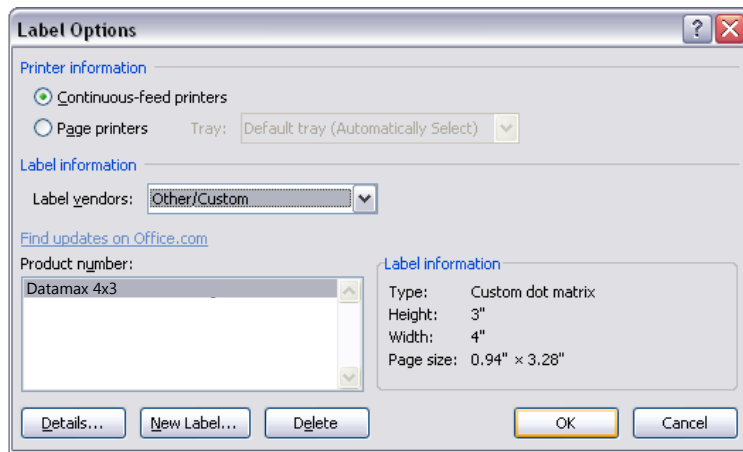 Label Options
Printer information
Continuous-feed printers
Page printers Tray: Default tray (Automatically Select)
Label information
Label vendors: Other/Custom
Find updates on Office.com
Product number:
Datamax 4x3
Label information
Type: Custom dot matrix
Height: 3"
Width: 4"
Page size: 0.94" × 3.28"
Details... New Label... Delete OK Cancel